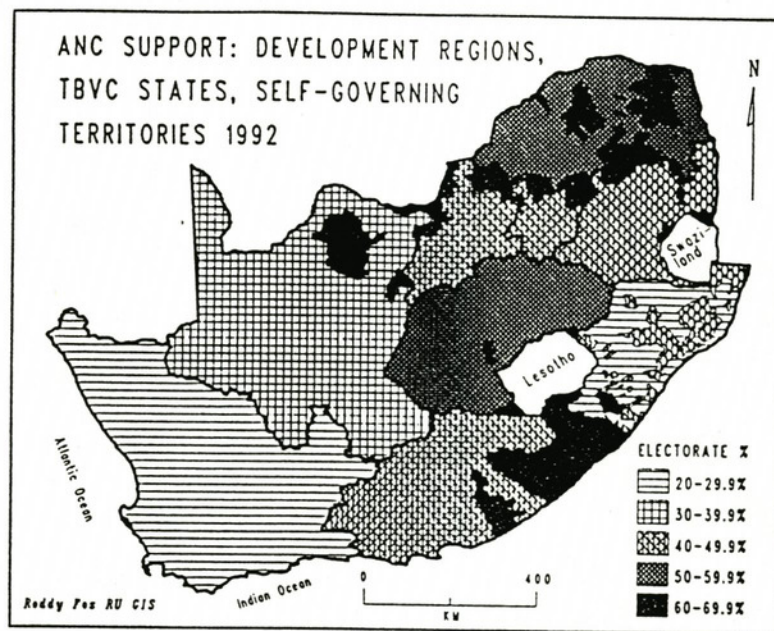 ANC SUPPORT: DEVELOPMENT REGIONS,
TBVC STATES, SELF-GOVERNING
TERRITORIES 1992
N
Swazi-
land
Lesotho
Atlantic Ocean
Indian Ocean
ELECTORATE %
20-29.9%
30-39.9%
40-49.9%
50-59.9%
60-69.9%
0 400
KM
Roddy Fox RU GIS